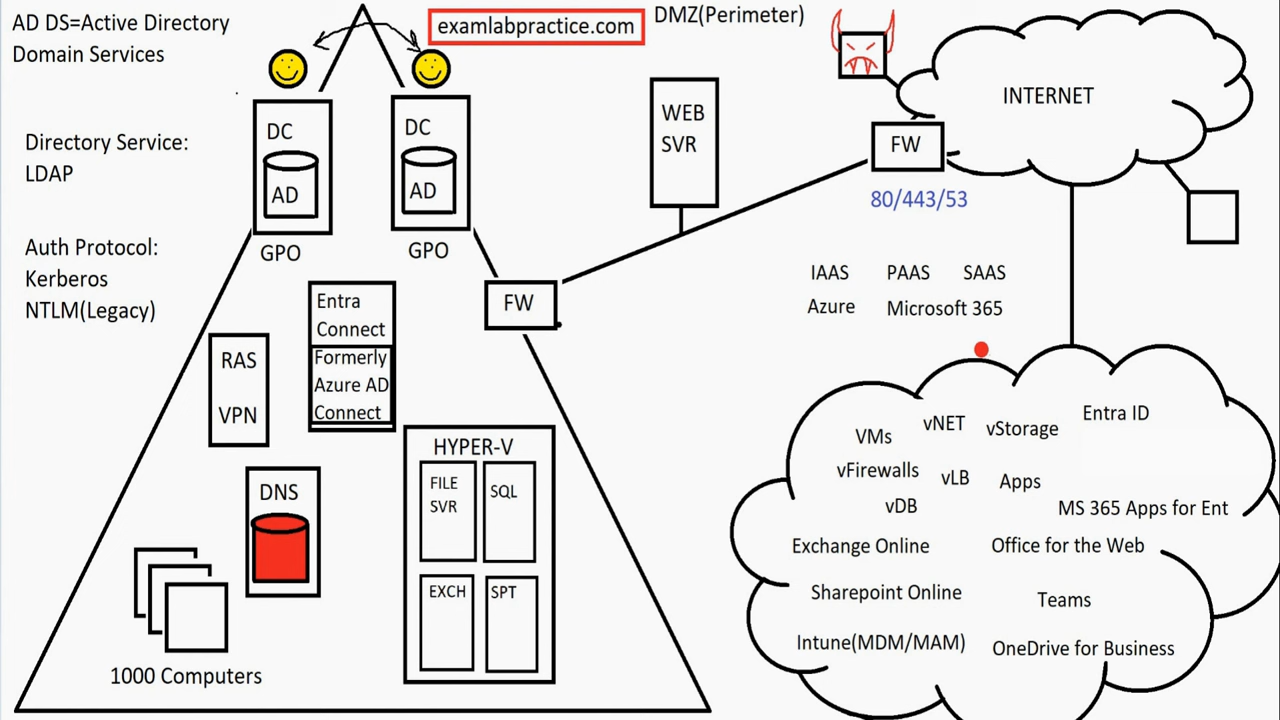 AD DS=Active Directory
Domain Services
examlabpractice.com
DMZ(Perimeter)
Directory Service:
LDAP
Auth Protocol:
Kerberos
NTLM(Legacy)
DC
AD
GPO
DC
AD
GPO
WEB
SVR
INTERNET
FW
80/443/53
FW
IAAS PAAS SAAS
Azure Microsoft 365
Entra
Connect
Formerly
Azure AD
Connect
RAS
VPN
DNS
1000 Computers
HYPER-V
FILE
SVR
SQL
EXCH
SPT
VMs
vNET
vStorage
Entra ID
vFirewalls
vLB
Apps
vDB
MS 365 Apps for Ent
Exchange Online
Office for the Web
Sharepoint Online
Teams
Intune(MDM/MAM)
OneDrive for Business